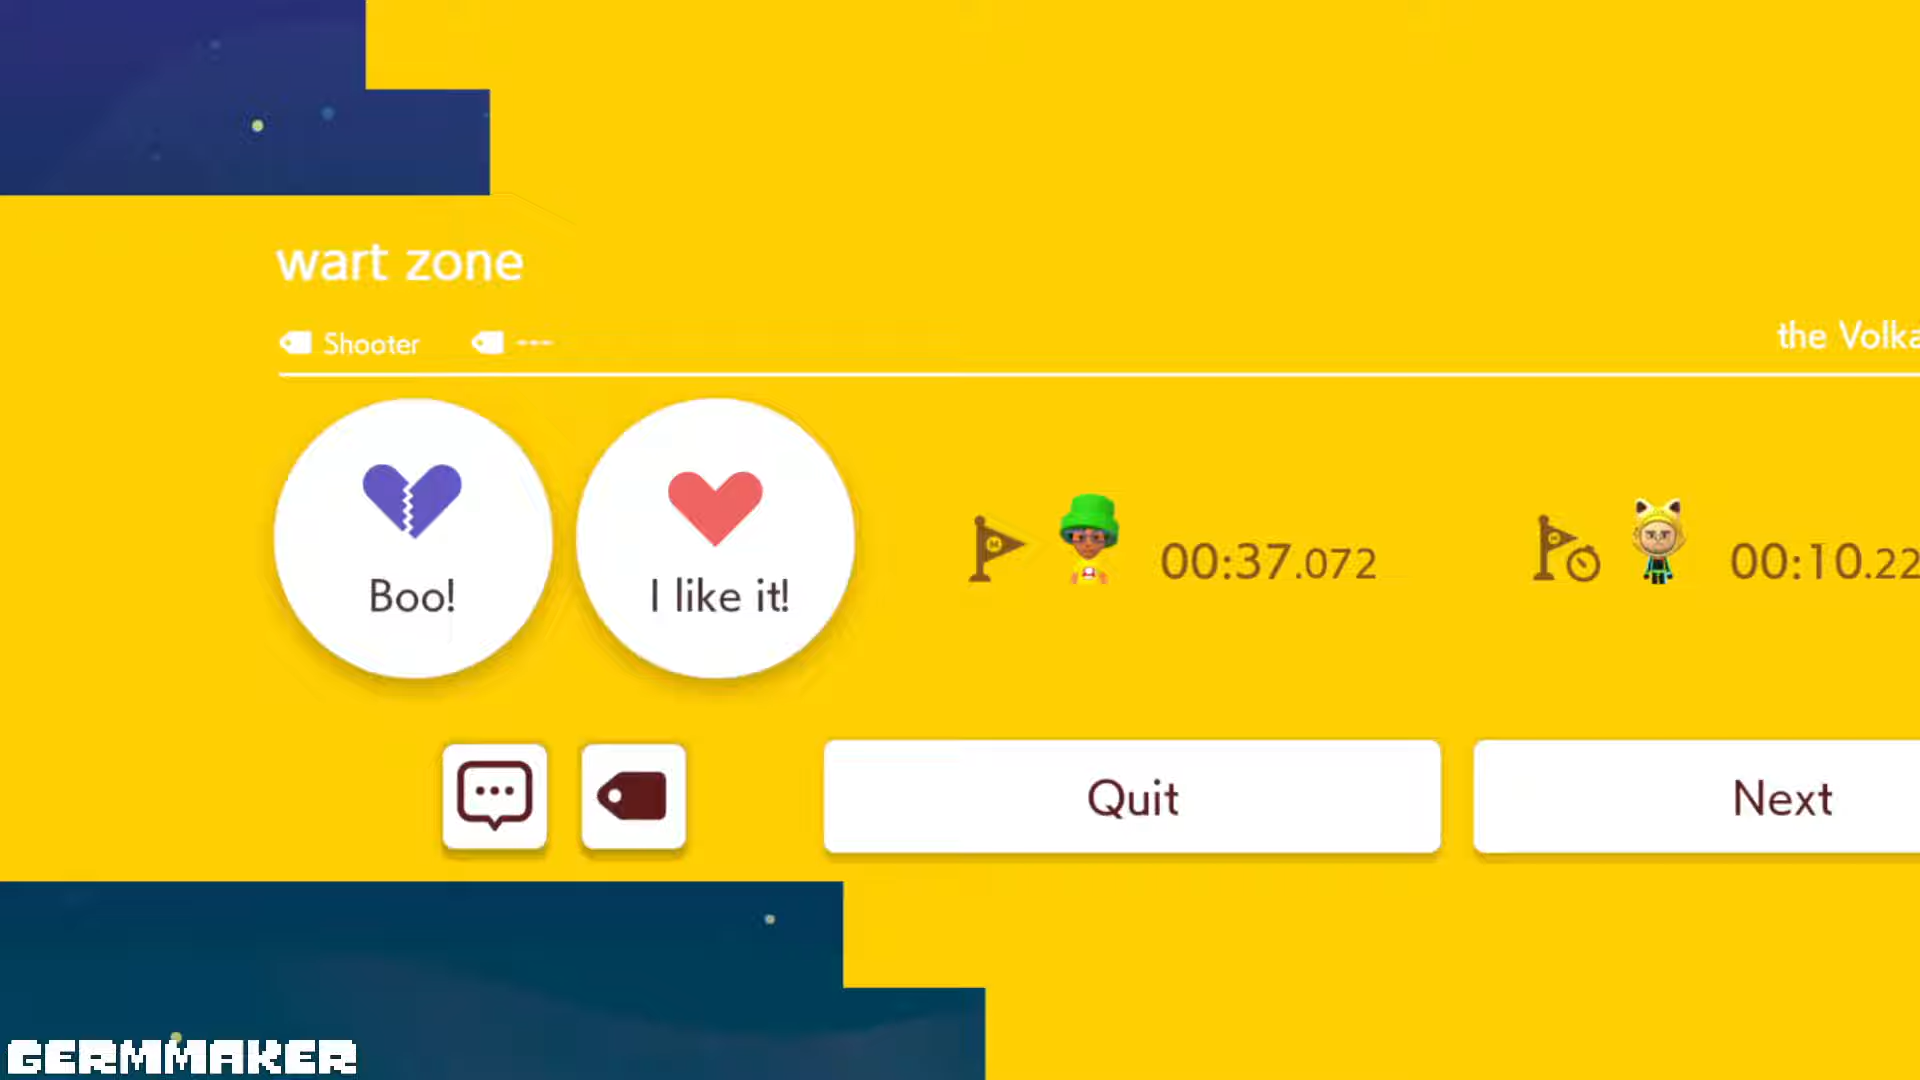 wart zone
Shooter ---
the Volka
Boo!
I like it!
00:37.072
00:10.22
Quit
Next
GERMMAKER